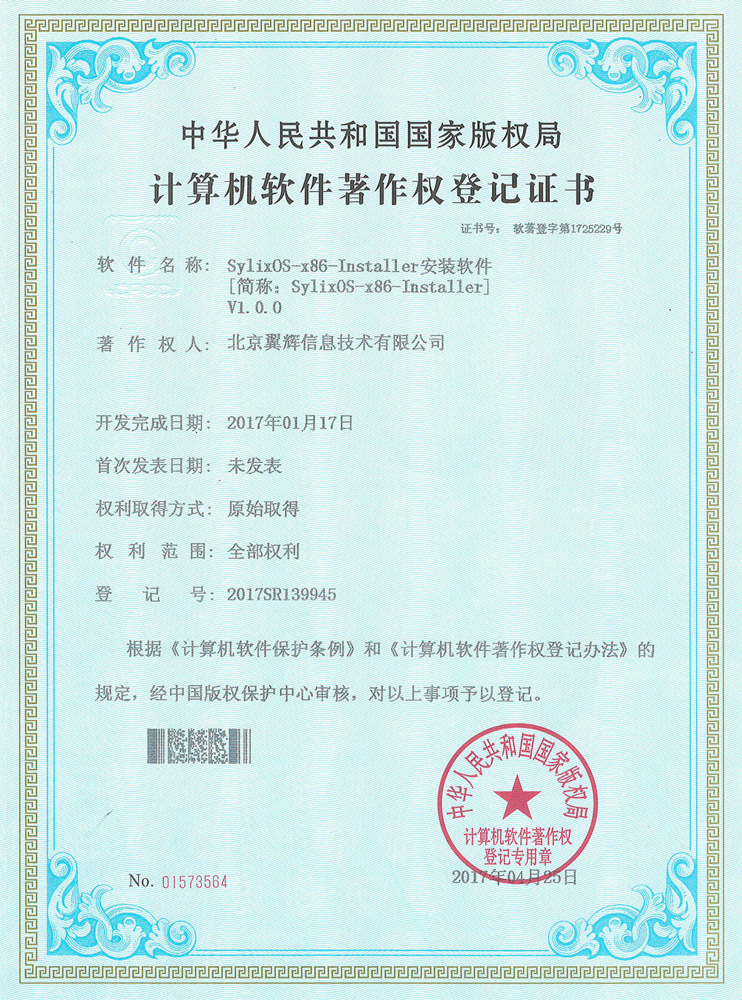 中华人民共和国国家版权局
计算机软件著作权登记证书
证书号： 软著登字第1725229号
软件名称： SylixOS-x86-Installer安装软件
[简称：SylixOS-x86-Installer]
V1.0.0
著作权人： 北京翼辉信息技术有限公司
开发完成日期： 2017年01月17日
首次发表日期： 未发表
权利取得方式： 原始取得
权利范围： 全部权利
登记号： 2017SR139945
根据《计算机软件保护条例》和《计算机软件著作权登记办法》的
规定，经中国版权保护中心审核，对以上事项予以登记。
中华人民共和国国家版权局
计算机软件著作权
登记专用章
2017年04月25日
No. 01573564